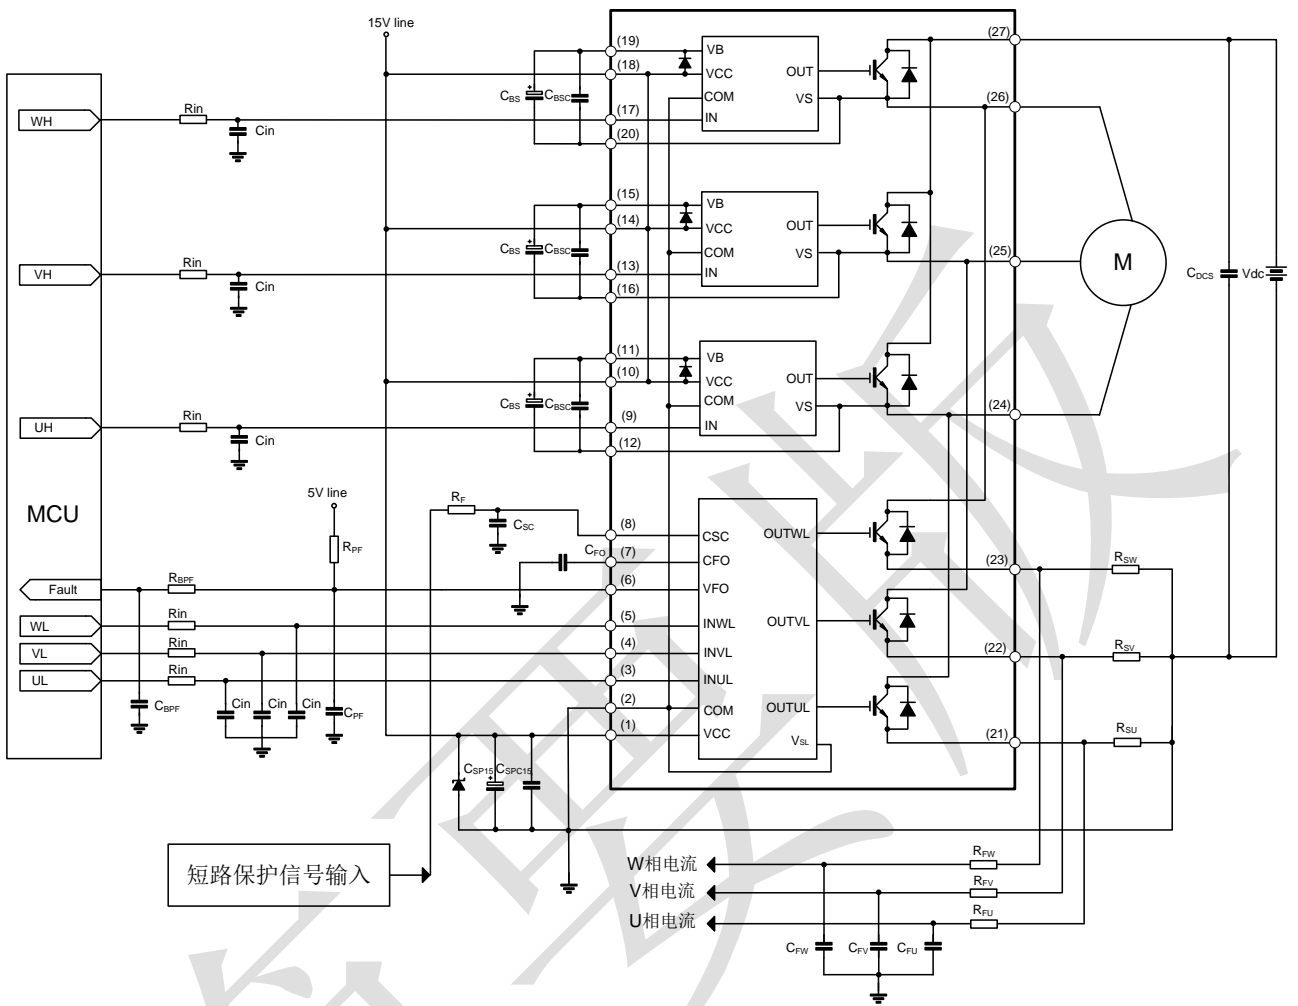 15V line
WH
Rin
Cin
CBS
CBSC
(19)
(18)
(17)
(20)
VB
VCC
COM
IN
OUT
VS
(27)
(26)
VH
Rin
Cin
CBS
CBSC
(15)
(14)
(13)
(16)
VB
VCC
COM
IN
OUT
VS
(25)
M
CDCS
Vdc
UH
Rin
Cin
CBS
CBSC
(11)
(10)
(9)
(12)
VB
VCC
COM
IN
OUT
VS
(24)
MCU
5V line
RPF
RF
CSC
CFO
Fault
RBPF
WL
Rin
VL
Rin
UL
Rin
CBPF
Cin
Cin
Cin
CPF
(8)
(7)
(6)
(5)
(4)
(3)
(2)
(1)
CSC
CFO
VFO
INWL
INVL
INUL
COM
VCC
OUTWL
OUTVL
OUTUL
VSL
(23)
(22)
(21)
RSW
RSV
RSU
CSP15
CSPC15
短路保护信号输入
W相电流
V相电流
U相电流
RFW
RFV
RFU
CFW
CFV
CFU